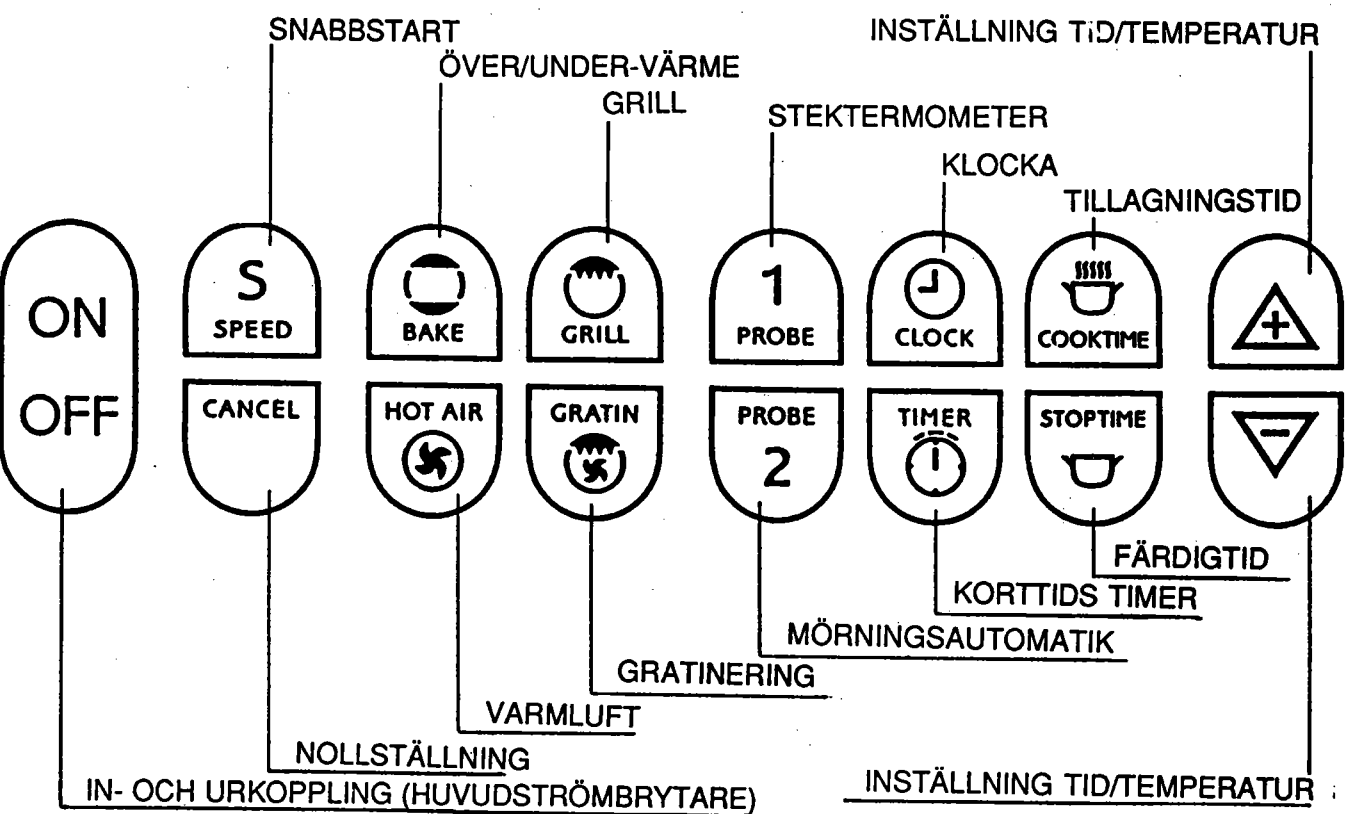 SNABBSTART
INSTÄLLNING TID/TEMPERATUR
ÖVER/UNDER-VÄRME
GRILL
STEKTERMOMETER
KLOCKA
TILLAGNINGSTID
ON
OFF
S
SPEED
BAKE
GRILL
1
PROBE
CLOCK
COOKTIME
+
CANCEL
HOT AIR
GRATIN
PROBE
2
TIMER
STOPTIME
-
FÄRDIGTID
KORTTIDS TIMER
MÖRNINGSAUTOMATIK
GRATINERING
VARMLUFT
NOLLSTÄLLNING
IN- OCH URKOPPLING (HUVUDSTRÖMBRYTARE)
INSTÄLLNING TID/TEMPERATUR